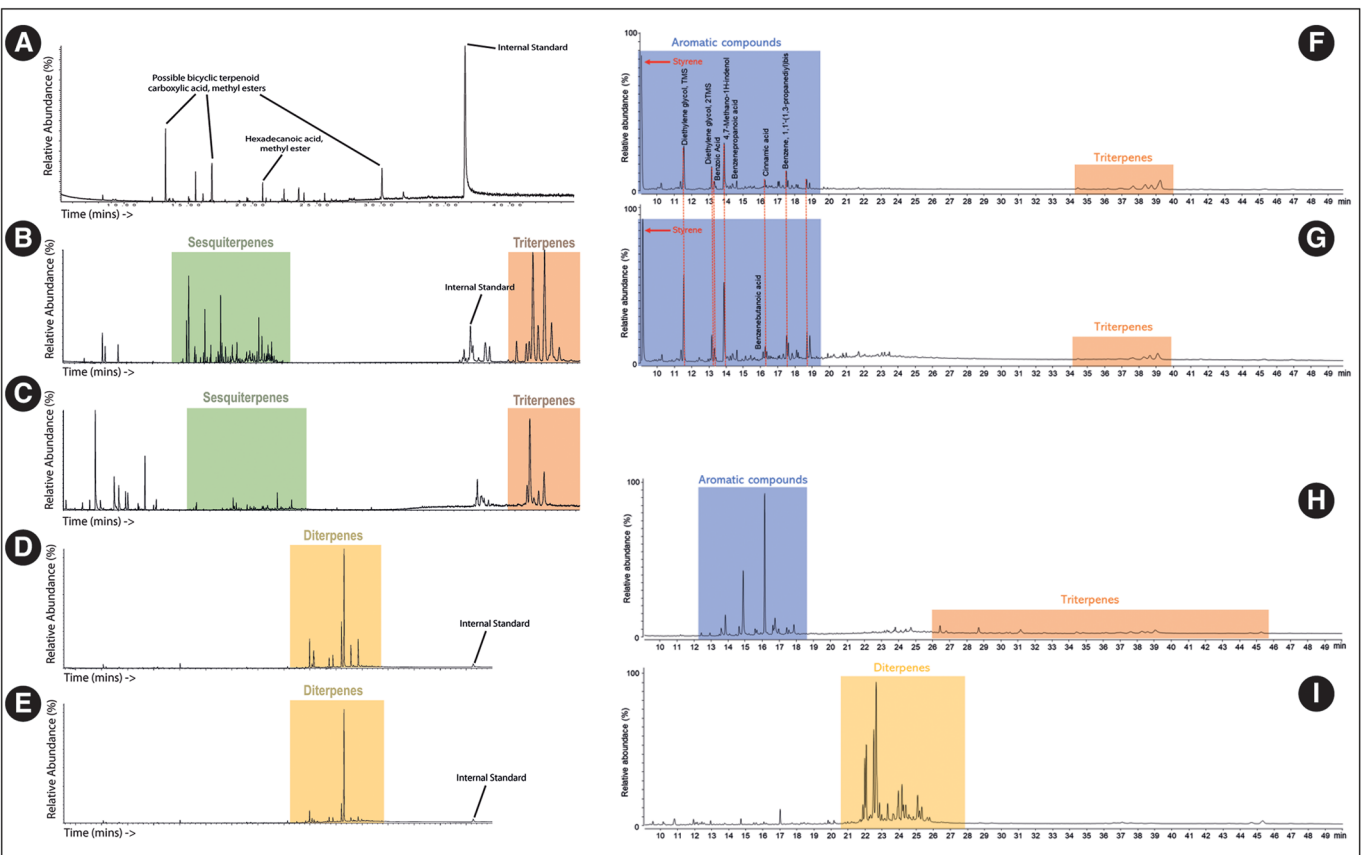 A
Relative Abundance (%)
Possible bicyclic terpenoid
carboxylic acid, methyl esters
Hexadecanoic acid,
methyl ester
Internal Standard
Time (mins) ->
B
Relative Abundance (%)
Sesquiterpenes
Internal Standard
Triterpenes
Time (mins) ->
C
Relative Abundance (%)
Sesquiterpenes
Triterpenes
Time (mins) ->
D
Relative Abundance (%)
Diterpenes
Internal Standard
Time (mins) ->
E
Relative Abundance (%)
Diterpenes
Internal Standard
Time (mins) ->
F
Relative abundance (%)
100
0
Aromatic compounds
Styrene
Diethylene glycol, TMS
Diethylene glycol, 2TMS
Benzoic Acid
4,7-Methano-1H-indenol
Benzenepropanoic acid
Cinnamic acid
Benzene, 1,1'-(1,3-propanediyl)bis
Triterpenes
10 11 12 13 14 15 16 17 18 19 20 21 22 23 24 25 26 27 28 29 30 31 32 33 34 35 36 37 38 39 40 41 42 43 44 45 46 47 48 49 min
G
Relative abundance (%)
100
0
Styrene
Benzenebutanoic acid
Triterpenes
10 11 12 13 14 15 16 17 18 19 20 21 22 23 24 25 26 27 28 29 30 31 32 33 34 35 36 37 38 39 40 41 42 43 44 45 46 47 48 49 min
H
Relative abundance (%)
100
0
Aromatic compounds
Triterpenes
10 11 12 13 14 15 16 17 18 19 20 21 22 23 24 25 26 27 28 29 30 31 32 33 34 35 36 37 38 39 40 41 42 43 44 45 46 47 48 49 min
I
Relative abundace (%)
100
0
Diterpenes
10 11 12 13 14 15 16 17 18 19 20 21 22 23 24 25 26 27 28 29 30 31 32 33 34 35 36 37 38 39 40 41 42 43 44 45 46 47 48 49 min